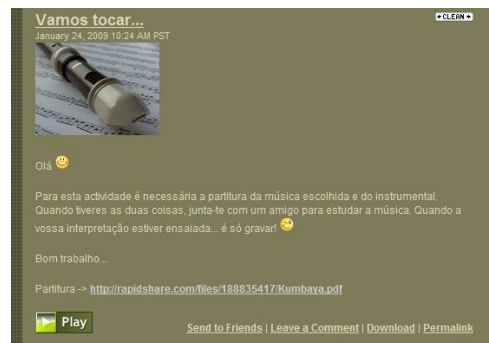 Vamos tocar...
CLEAN
January 24, 2009 10:24 AM PST
Olá
Para esta actividade é necessária a partitura da música escolhida e do instrumental.
Quando tiveres as duas coisas, junta-te com um amigo para estudar a música. Quando a
vossa interpretação estiver ensaiada... é só gravar!
Bom trabalho...
Partitura -> http://rapidshare.com/files/188835417/Kumbaya.pdf
Play
Send to Friends | Leave a Comment | Download | Permalink